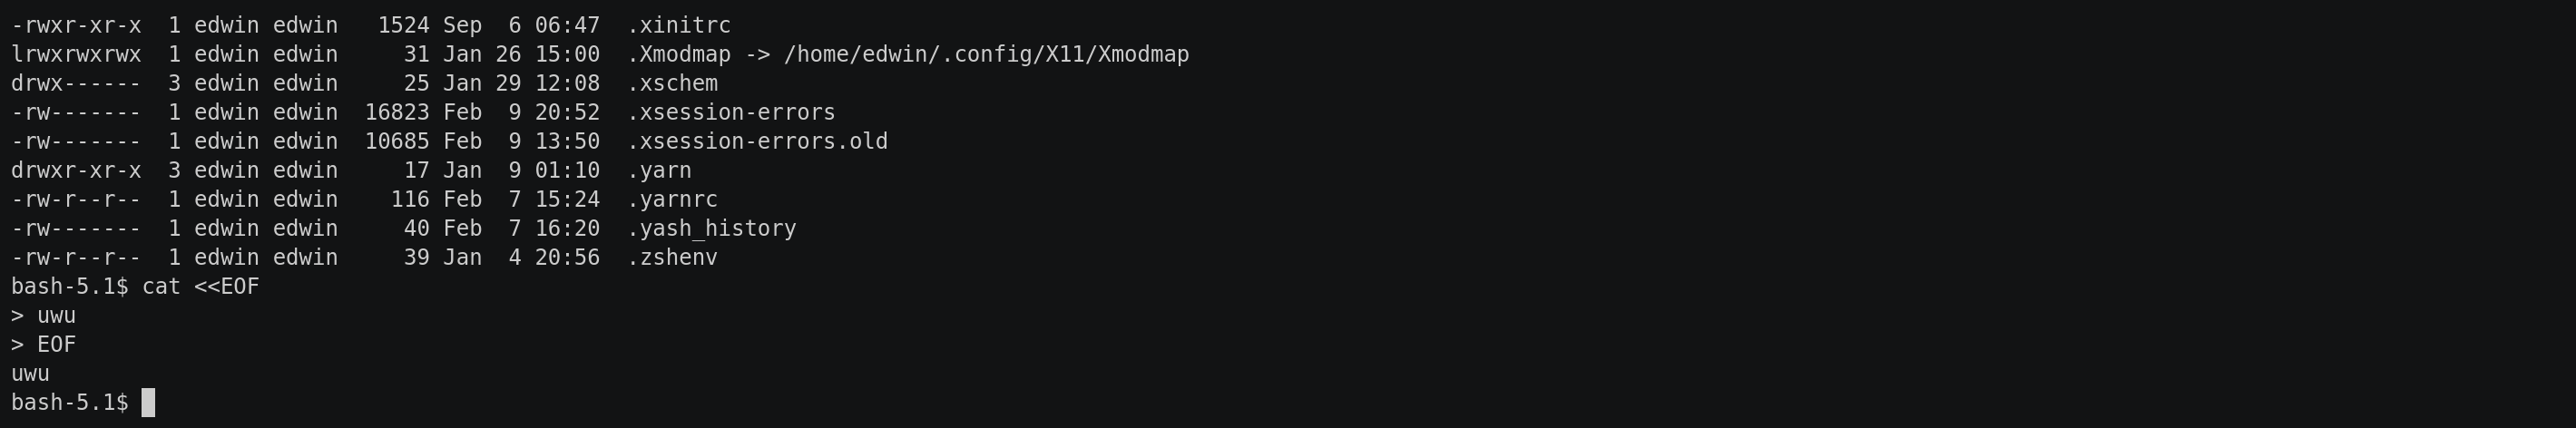 -rwxr-xr-x  1 edwin edwin   1524 Sep  6 06:47  .xinitrc
lrwxrwxrwx  1 edwin edwin     31 Jan 26 15:00  .Xmodmap -> /home/edwin/.config/X11/Xmodmap
drwx------  3 edwin edwin     25 Jan 29 12:08  .xschem
-rw-------  1 edwin edwin  16823 Feb  9 20:52  .xsession-errors
-rw-------  1 edwin edwin  10685 Feb  9 13:50  .xsession-errors.old
drwxr-xr-x  3 edwin edwin     17 Jan  9 01:10  .yarn
-rw-r--r--  1 edwin edwin    116 Feb  7 15:24  .yarnrc
-rw-------  1 edwin edwin     40 Feb  7 16:20  .yash_history
-rw-r--r--  1 edwin edwin     39 Jan  4 20:56  .zshenv
bash-5.1$ cat <<EOF
> uwu
> EOF
uwu
bash-5.1$